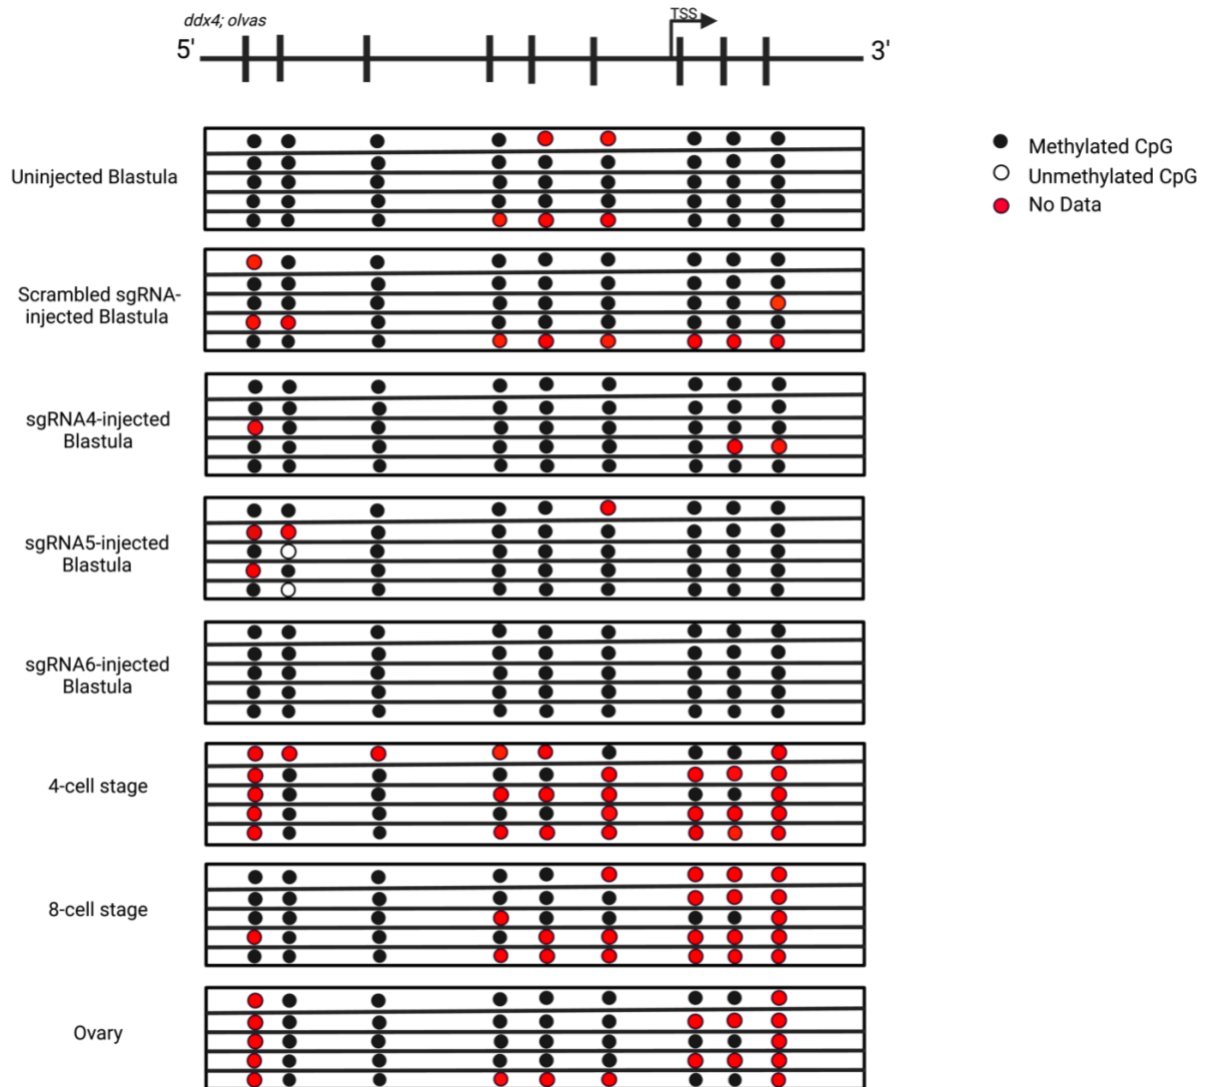 ddx4; olvas
TSS
5'
3'
Methylated CpG
Unmethylated CpG
No Data
Uninjected Blastula
Scrambled sgRNA-
injected Blastula
sgRNA4-injected
Blastula
sgRNA5-injected
Blastula
sgRNA6-injected
Blastula
4-cell stage
8-cell stage
Ovary